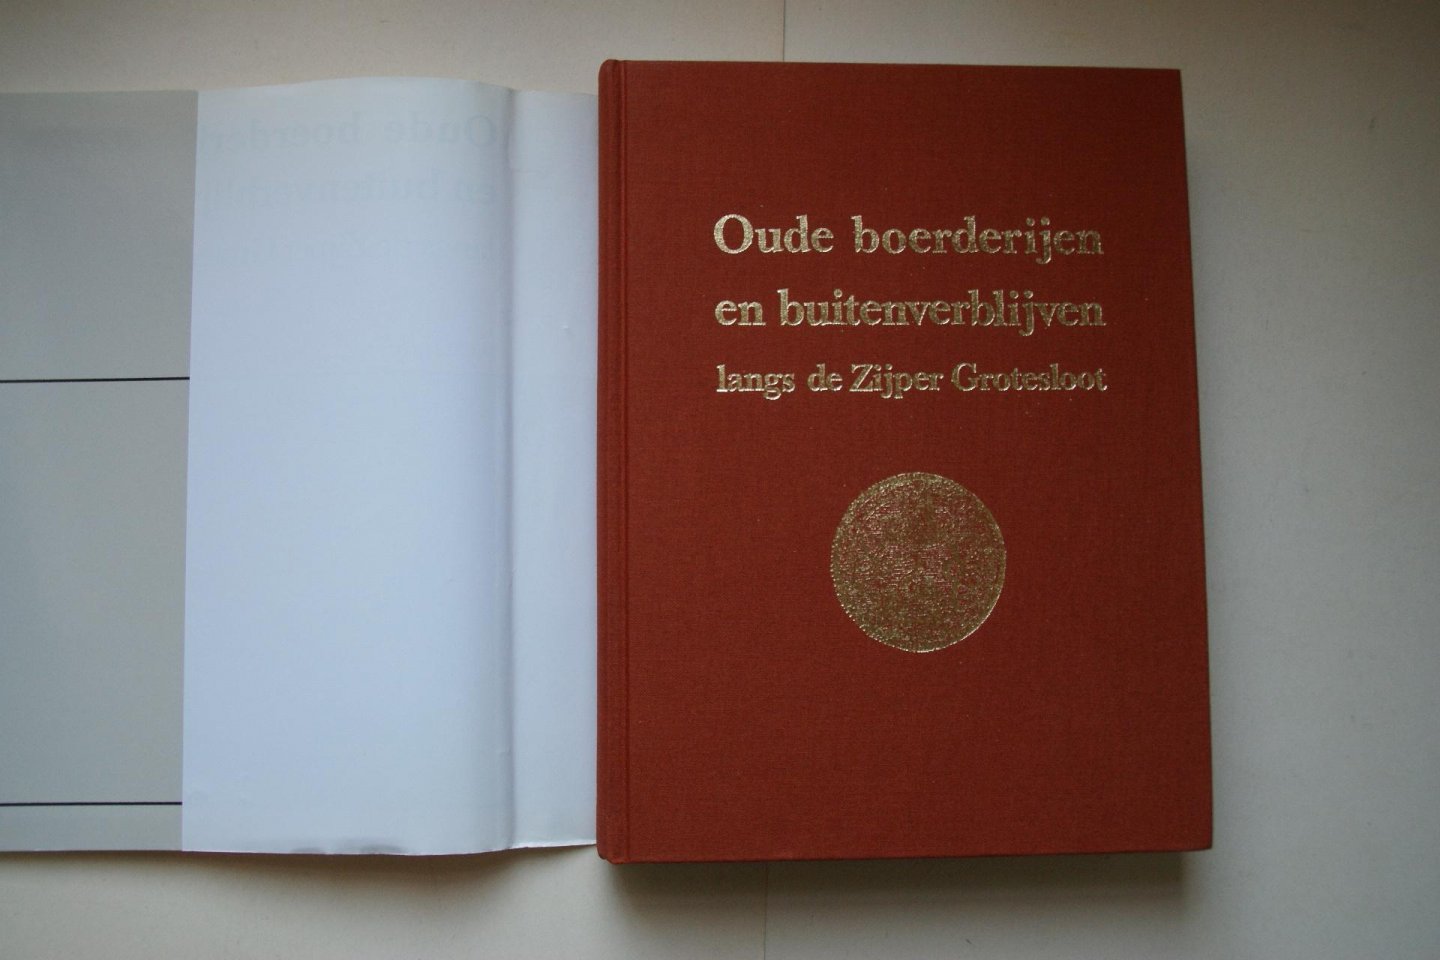 Oude boerderijen
en buitenverblijven
langs de Zijper Grotesloot